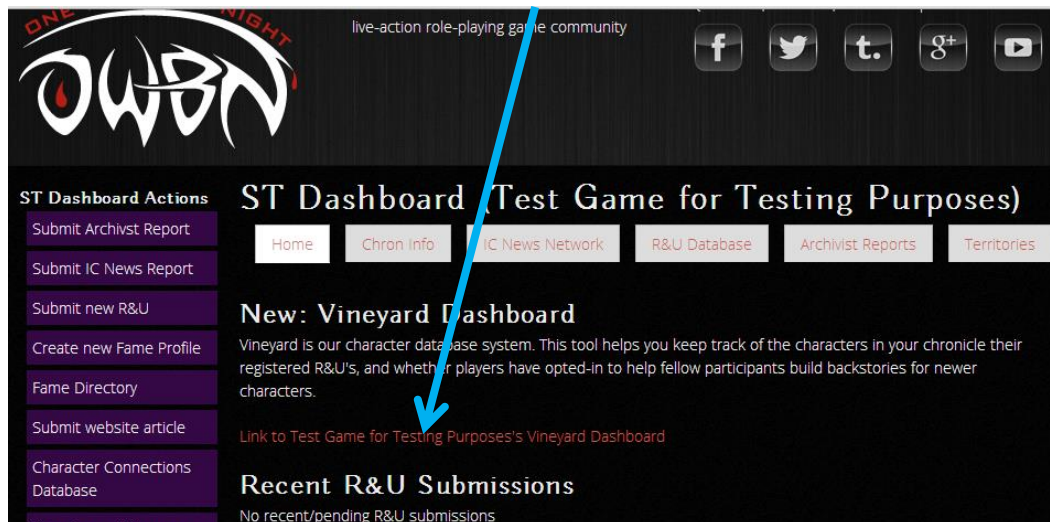 ONE
NIGHT
live-action role-playing game community
OWBN
f
t.
g+
ST Dashboard Actions
Submit Archivst Report
Submit IC News Report
Submit new R&U
Create new Fame Profile
Fame Directory
Submit website article
Character Connections
Database
ST Dashboard (Test Game for Testing Purposes)
Home
Chron Info
IC News Network
R&U Database
Archivist Reports
Territories
New: Vineyard Dashboard
Vineyard is our character database system. This tool helps you keep track of the characters in your chronicle their
registered R&U's, and whether players have opted-in to help fellow participants build backstories for newer
characters.
Link to Test Game for Testing Purposes's Vineyard Dashboard
Recent R&U Submissions
No recent/pending R&U submissions